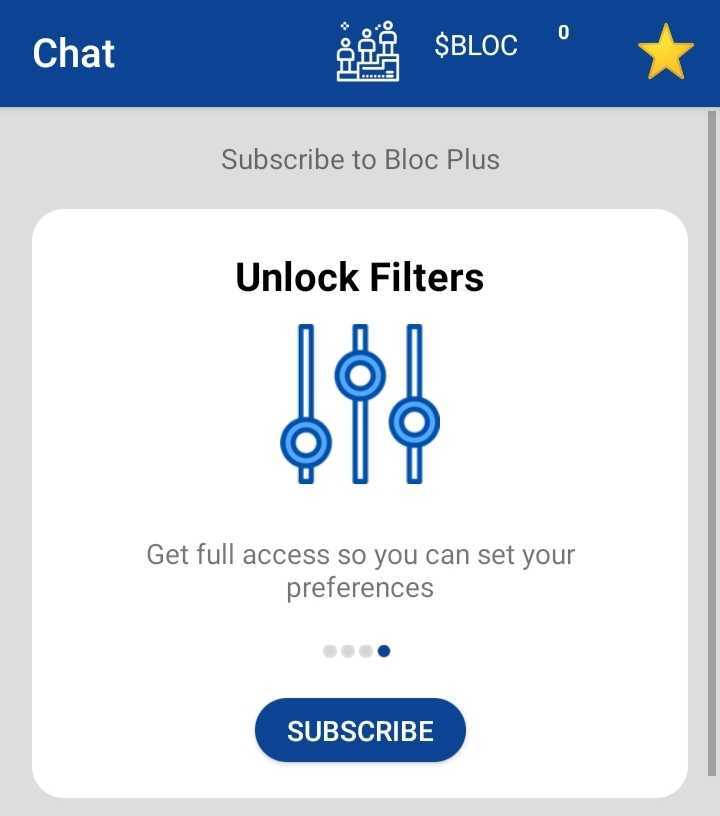 Chat
$BLOC
0
Subscribe to Bloc Plus
Unlock Filters
Get full access so you can set your
preferences
SUBSCRIBE